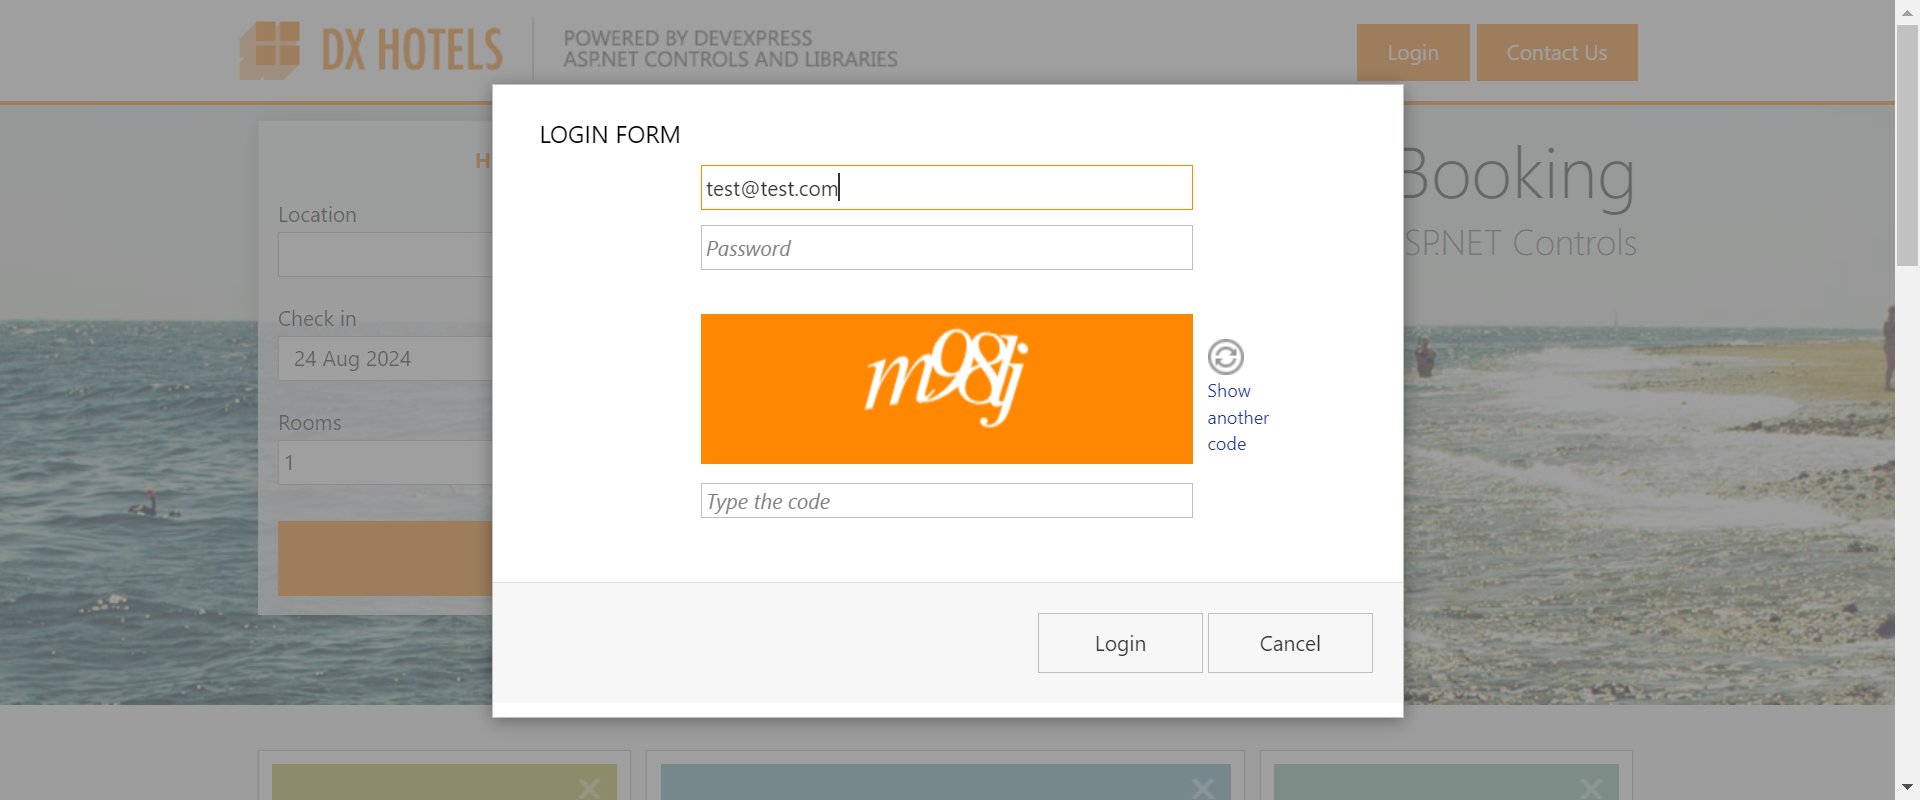 DX HOTELS
POWERED BY DEVEXPRESS
ASP.NET CONTROLS AND LIBRARIES
Login
Contact Us
LOGIN FORM
test@test.com
Password
Show
another
code
Type the code
Login
Cancel
Location
Check in
24 Aug 2024
Rooms
1
Booking
ASP.NET Controls